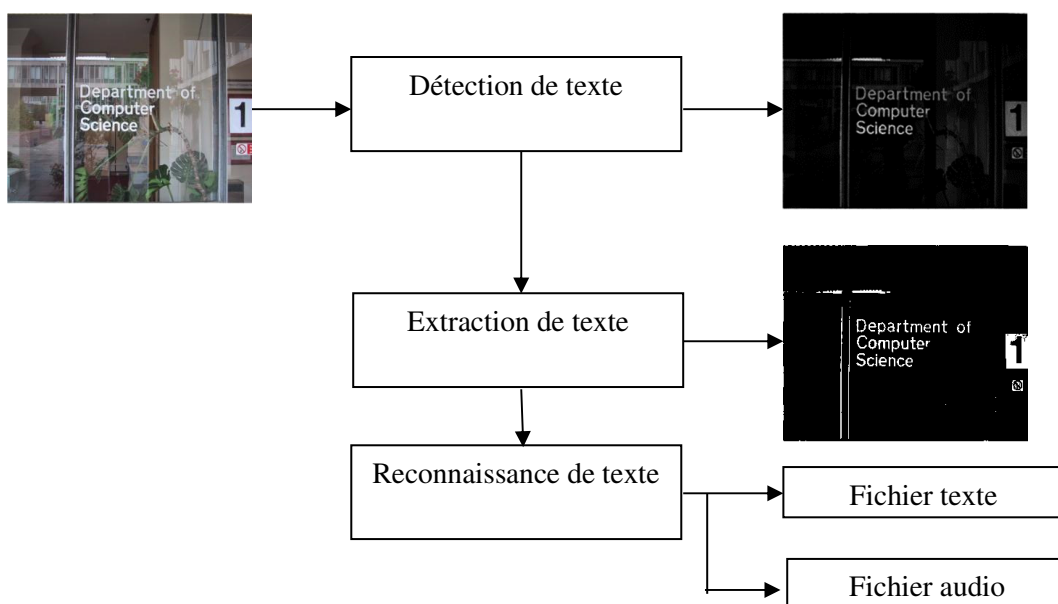 Department of
Computer
Science
1
Détection de texte
Department of
Computer
Science
1
Extraction de texte
Department of
Computer
Science
1
Reconnaissance de texte
Fichier texte
Fichier audio